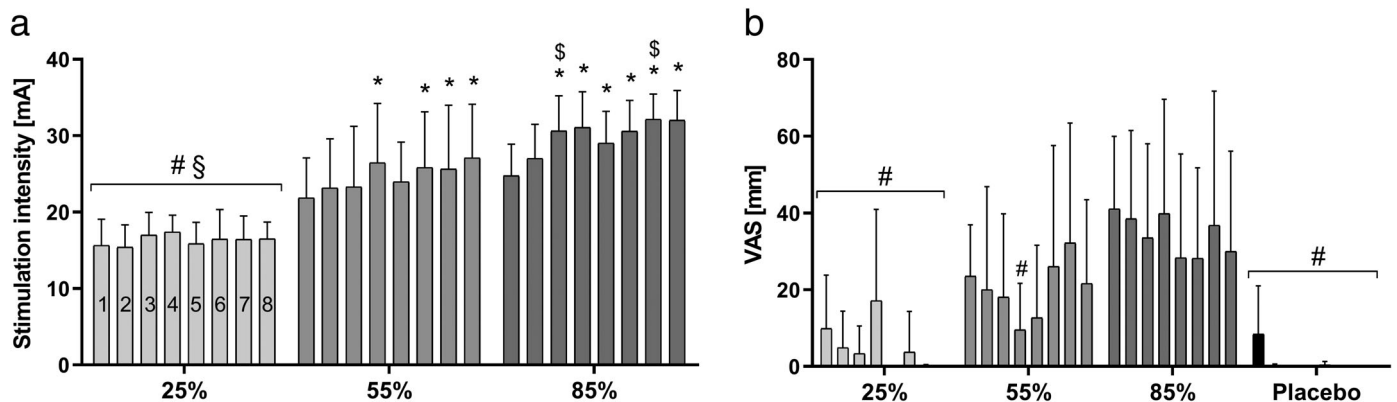 a
Stimulation intensity [mA]
40
30
20
10
0
# §
1 2 3 4 5 6 7 8
* * * *
$ $
* * * * * *
25% 55% 85%
b
VAS [mm]
80
60
40
20
0
#
#
#
25% 55% 85% Placebo